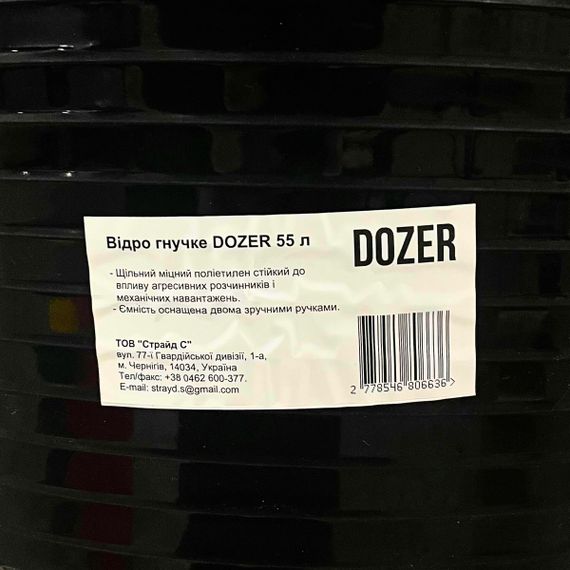 Відро гнучке DOZER 55 л
DOZER
- Щільний міцний поліетилен стійкий до
впливу агресивних розчинників і
механічних навантажень.
- Ємність оснащена двома зручними ручками.
ТОВ "Страйд С"
вул. 77-ї Гвардійської дивізії, 1-а,
м. Чернігів, 14034, Україна
Тел/факс: +38 0462 600-377.
E-mail: strayd.s@gmail.com
2 778546 806636 >